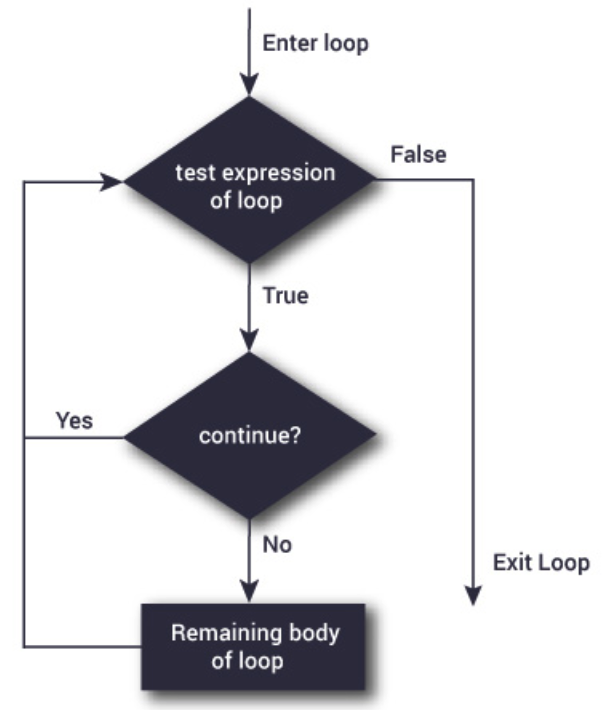 Enter loop
False
test expression
of loop
True
Yes
continue?
No
Exit Loop
Remaining body
of loop